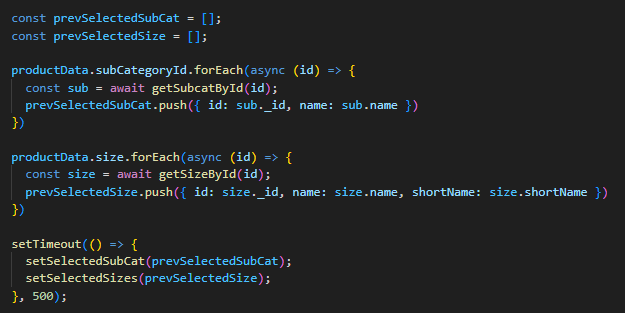 const prevSelectedSubCat = [];
const prevSelectedSize = [];

productData.subCategoryId.forEach(async (id) => {
  const sub = await getSubcatById(id);
  prevSelectedSubCat.push({ id: sub._id, name: sub.name })
})

productData.size.forEach(async (id) => {
  const size = await getSizeById(id);
  prevSelectedSize.push({ id: size._id, name: size.name, shortName: size.shortName })
})

setTimeout(() => {
  setSelectedSubCat(prevSelectedSubCat);
  setSelectedSizes(prevSelectedSize);
}, 500);